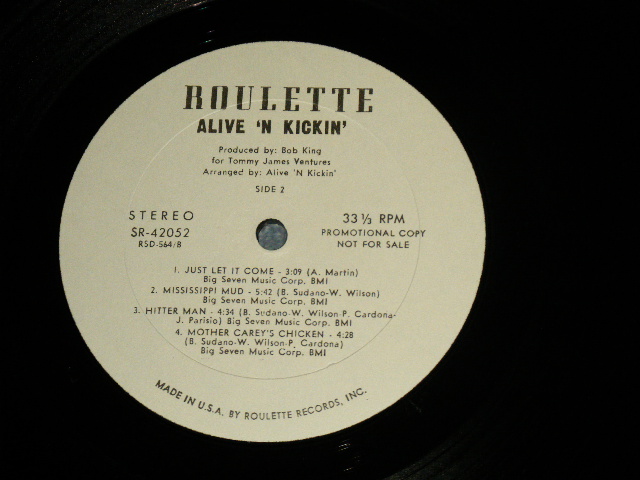 ROULETTE
ALIVE 'N KICKIN'
Produced by: Bob King
for Tommy James Ventures
Arranged by: Alive 'N Kickin'
SIDE 2
STEREO
SR-42052
RSD-564/B
33 1/3 RPM
PROMOTIONAL COPY
NOT FOR SALE
1. JUST LET IT COME - 3:09 (A. Martin)
Big Seven Music Corp. BMI
2. MISSISSIPPI MUD - 5:42 (B. Sudano-W. Wilson)
Big Seven Music Corp. BMI
3. HITTER MAN - 4:34 (B. Sudano-W. Wilson-P. Cardona-
J. Parisio) Big Seven Music Corp. BMI
4. MOTHER CAREY'S CHICKEN - 4:28
(B. Sudano-W. Wilson-P. Cardona)
Big Seven Music Corp. BMI
MADE IN U.S.A. BY ROULETTE RECORDS, INC.